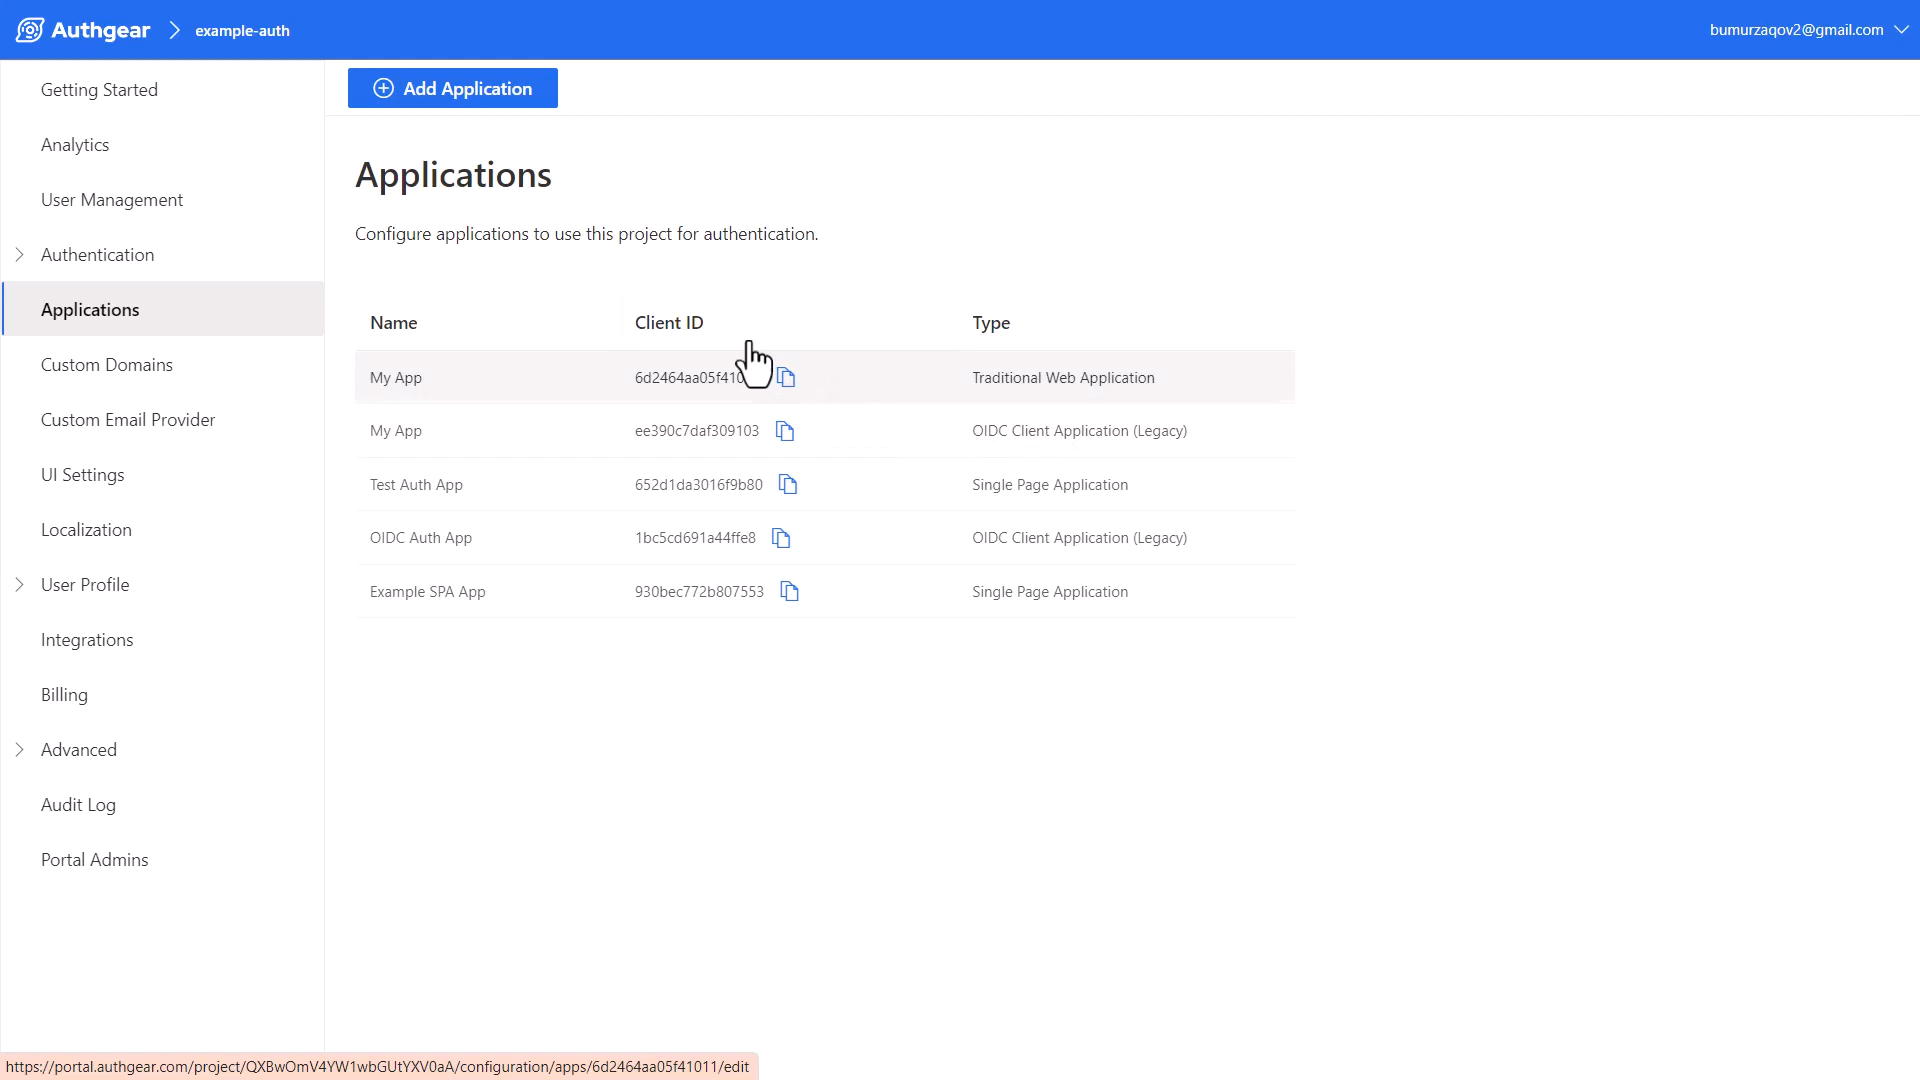 Authgear
example-auth
bumurzaqov2@gmail.com
Getting Started
Analytics
User Management
Authentication
Applications
Custom Domains
Custom Email Provider
UI Settings
Localization
User Profile
Integrations
Billing
Advanced
Audit Log
Portal Admins
Add Application
Applications
Configure applications to use this project for authentication.
Name Client ID Type
My App Traditional Web Application
My App ee390c7daf309103 OIDC Client Application (Legacy)
Test Auth App 652d1da3016f9b80 Single Page Application
OIDC Auth App 1bc5cd691a44ffe8 OIDC Client Application (Legacy)
Example SPA App 930bec772b807553 Single Page Application
https://portal.authgear.com/project/QXBwOmV4YW1wbGUtYXV0aA/configuration/apps/6d2464aa05f41011/edit